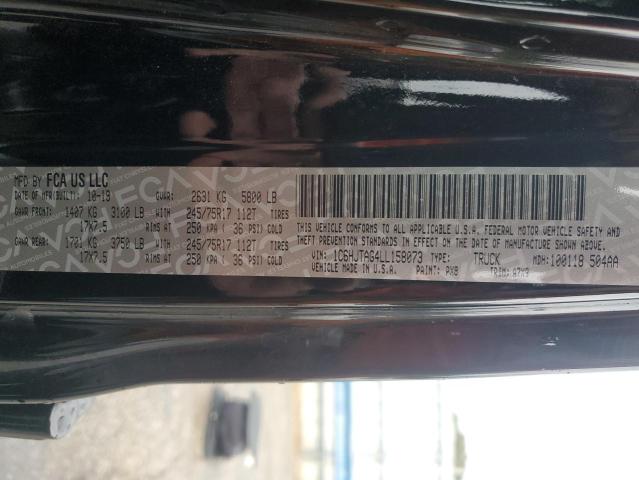 MFD BY FCA US LLC
DATE OF MFR(BUILT): 10-19 GVWR: 2631 KG 5800 LB
GAWR FRONT: 1407 KG 3100 LB WITH 245/75R17 112T TIRES
17X7.5 RIMS AT 250 KPA ( 36 PSI) COLD
GAWR REAR: 1701 KG 3750 LB WITH 245/75R17 112T TIRES
17X7.5 RIMS AT 250 KPA ( 36 PSI) COLD
THIS VEHICLE CONFORMS TO ALL APPLICABLE U.S.A. FEDERAL MOTOR VEHICLE SAFETY AND
THEFT PREVENTION STANDARDS IN EFFECT ON THE DATE OF MANUFACTURE SHOWN ABOVE.
VIN: 1C6HJTAG4LL158073 TYPE: TRUCK MDH: 100118 504AA
MADE IN U.S.A. PAINT: PX8 TRIM: A7X9